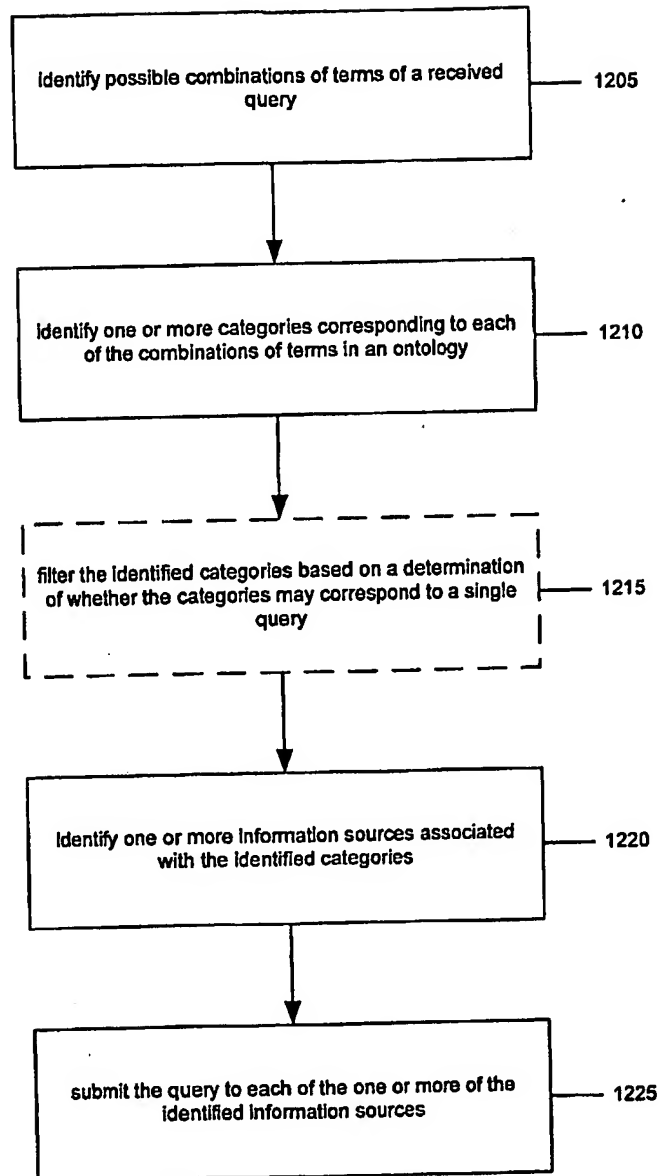 identify possible combinations of terms of a received
query
1205
identify one or more categories corresponding to each
of the combinations of terms in an ontology
1210
filter the identified categories based on a determination
of whether the categories may correspond to a single
query
1215
identify one or more information sources associated
with the identified categories
1220
submit the query to each of the one or more of the
identified information sources
1225